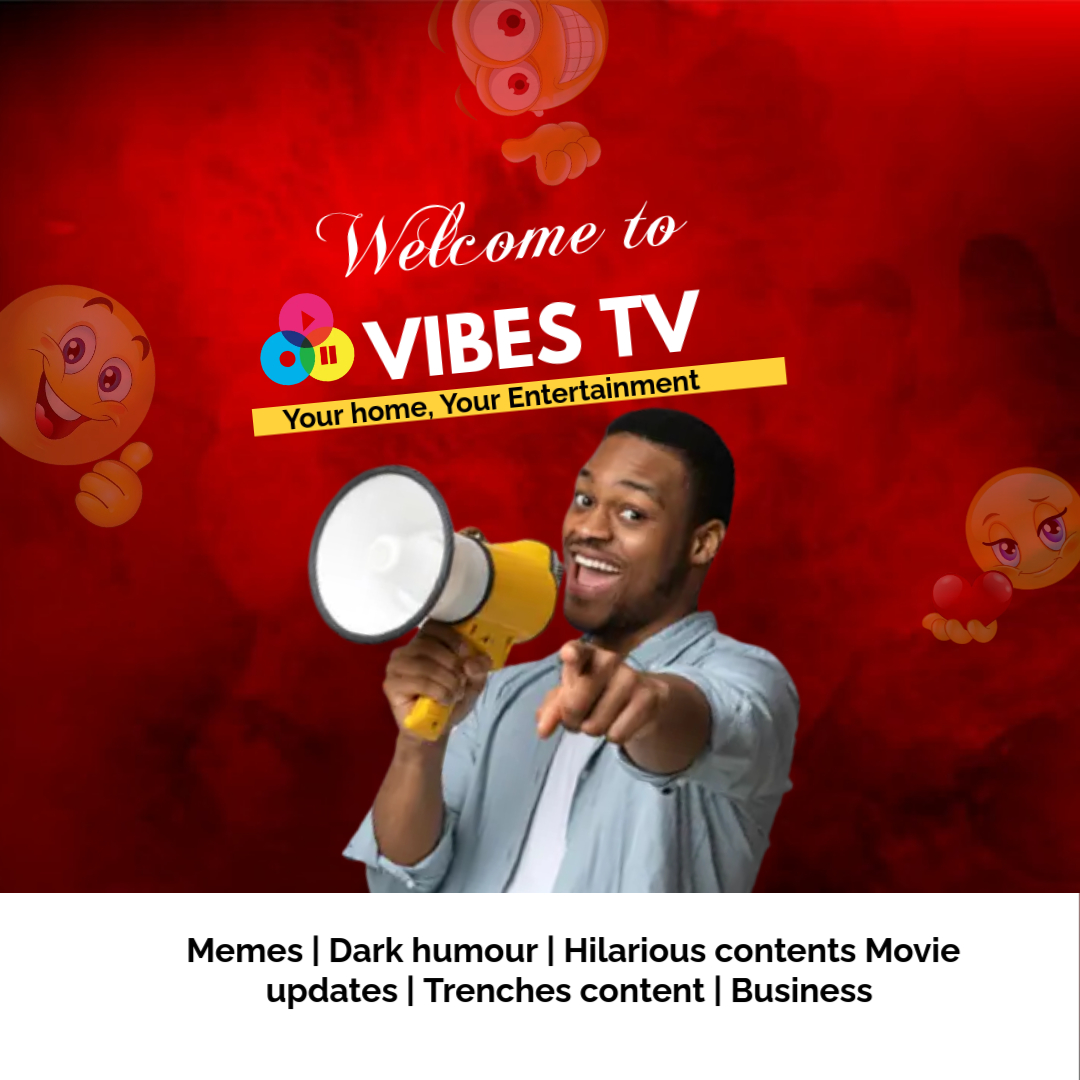 Welcome to
VIBES TV
Your home, Your Entertainment
Memes | Dark humour | Hilarious contents Movie
updates | Trenches content | Business